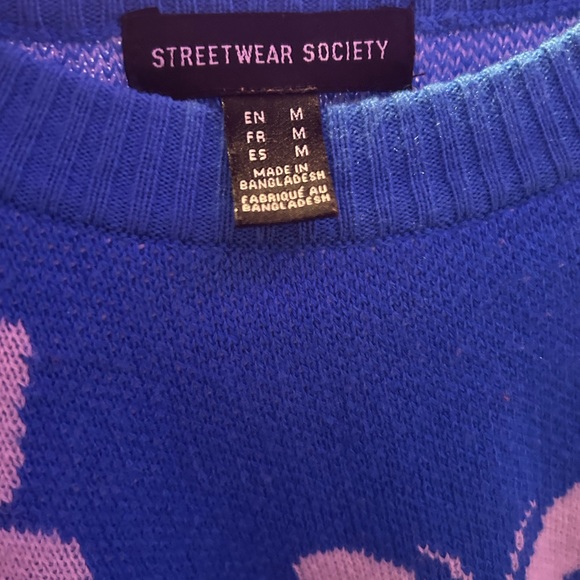 STREETWEAR SOCIETY
EN M
FR M
ES M
MADE IN
BANGLADESH
FABRIQUÉ AU
BANGLADESH